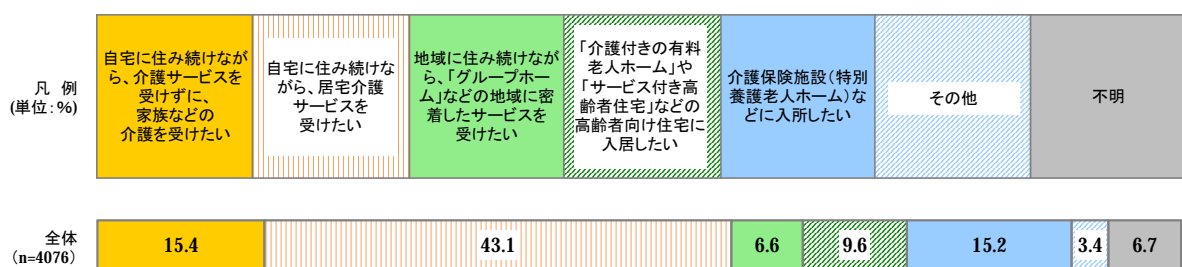 凡 例
(単位:%)
自宅に住み続けなが
ら、介護サービスを
受けずに、
家族などの
介護を受けたい
自宅に住み続けな
がら、居宅介護
サービスを
受けたい
地域に住み続けなが
ら、「グループホー
ム」などの地域に密
着したサービスを
受けたい
「介護付きの有料
老人ホーム」や
「サービス付き高
齢者住宅」などの
高齢者向け住宅に
入居したい
介護保険施設(特別
養護老人ホーム)な
どに入所したい
その他
不明
全体
(n=4076)
15.4
43.1
6.6
9.6
15.2
3.4
6.7